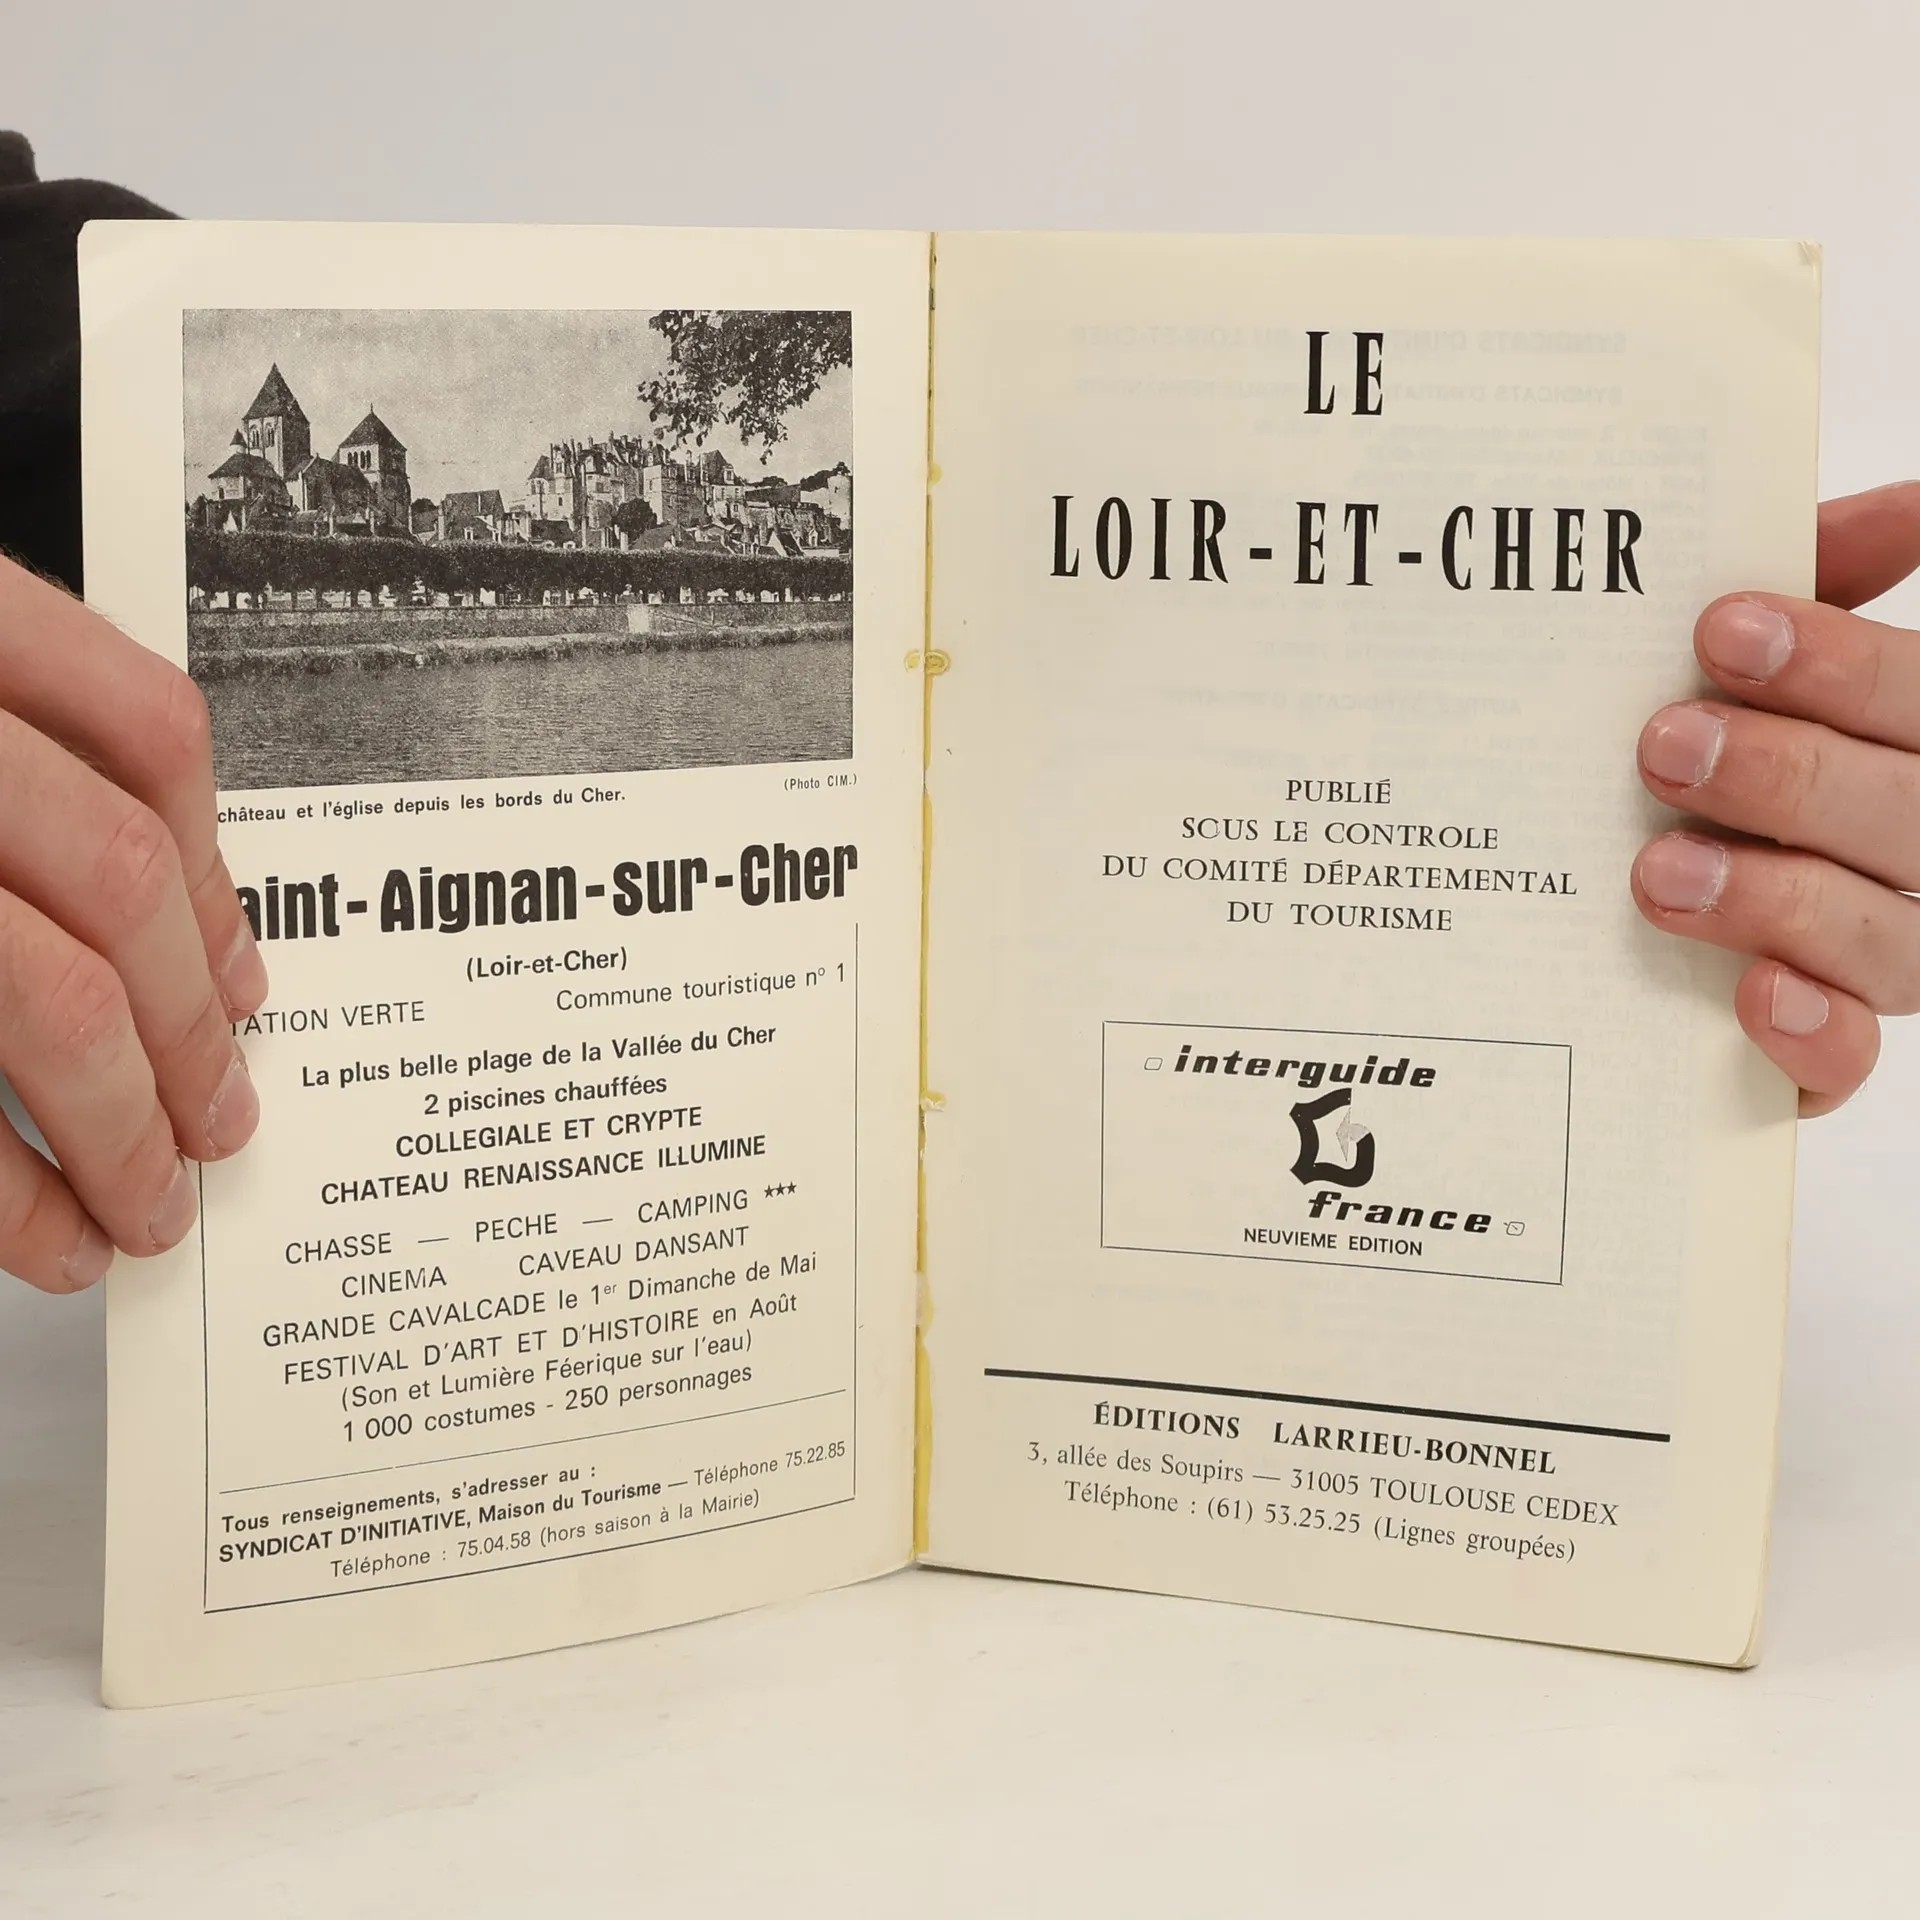 (Photo CIM.)
château et l'église depuis les bords du Cher.
aint-Aignan-sur-Cher
(Loir-et-Cher)
TATION VERTE Commune touristique n° 1
La plus belle plage de la Vallée du Cher
2 piscines chauffées
COLLEGIALE ET CRYPTE
CHATEAU RENAISSANCE ILLUMINE
CHASSE — PECHE — CAMPING ★★★
CINEMA CAVEAU DANSANT
GRANDE CAVALCADE le 1er Dimanche de Mai
FESTIVAL D'ART ET D'HISTOIRE en Août
(Son et Lumière Féerique sur l'eau)
1 000 costumes - 250 personnages
Tous renseignements, s'adresser au :
SYNDICAT D'INITIATIVE, Maison du Tourisme — Téléphone 75.22.85
Téléphone : 75.04.58 (hors saison à la Mairie)
LE
LOIR-ET-CHER
PUBLIÉ
SOUS LE CONTROLE
DU COMITÉ DÉPARTEMENTAL
DU TOURISME
interguide
france
NEUVIEME EDITION
ÉDITIONS LARRIEU-BONNEL
3, allée des Soupirs — 31005 TOULOUSE CEDEX
Téléphone : (61) 53.25.25 (Lignes groupées)